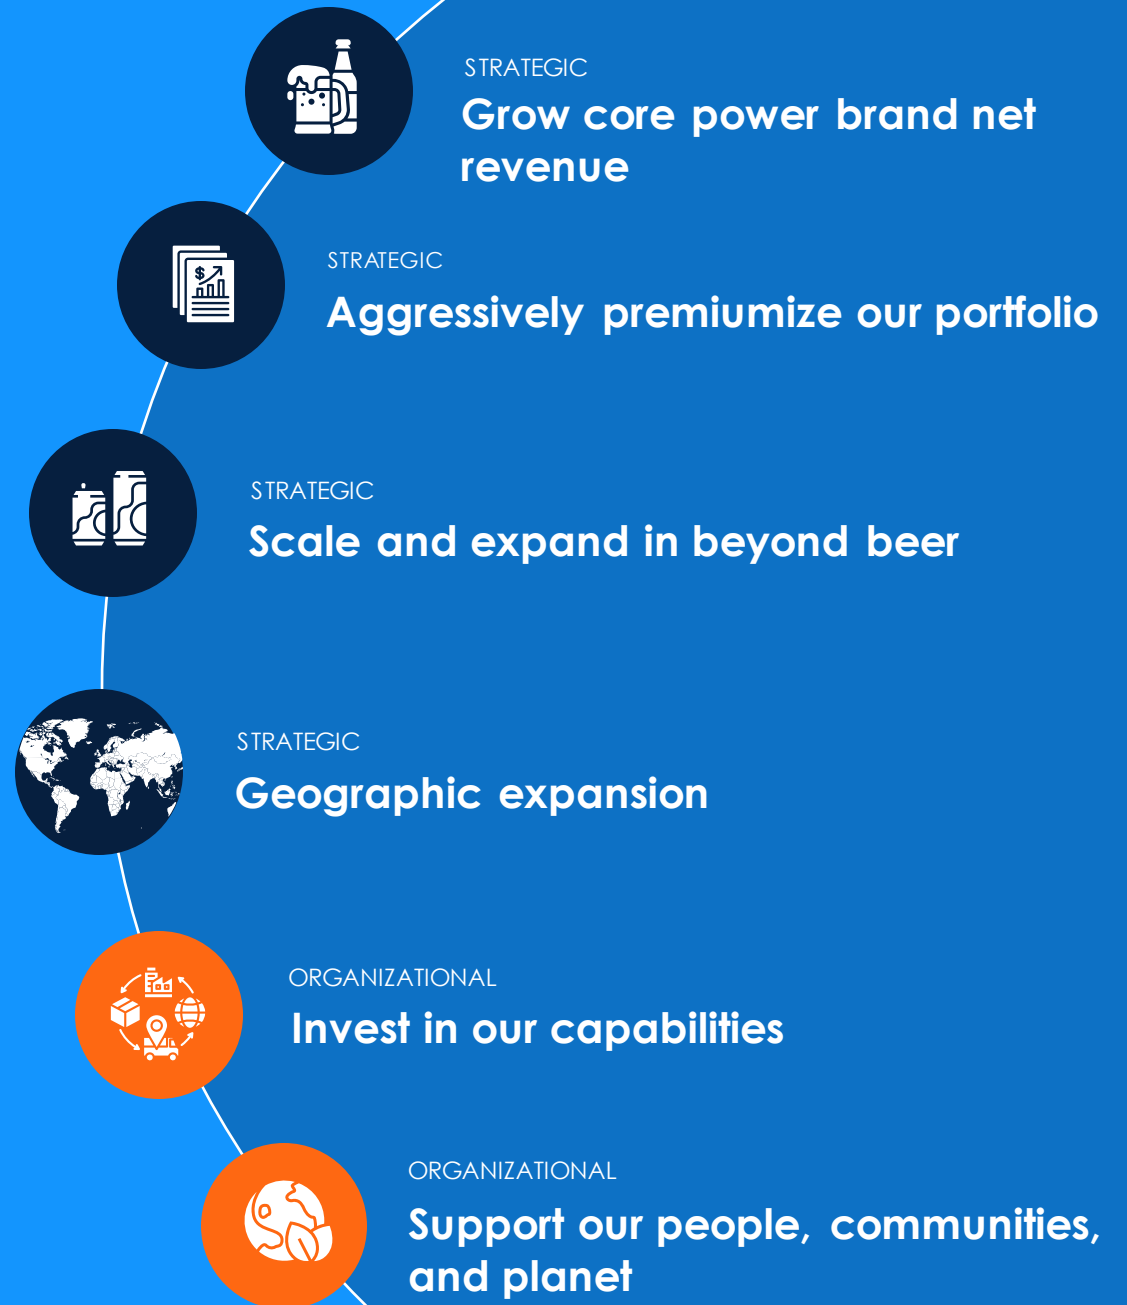 STRATEGIC
Grow core power brand net
revenue
STRATEGIC
Aggressively premiumize our portfolio
STRATEGIC
Scale and expand in beyond beer
STRATEGIC
Geographic expansion
ORGANIZATIONAL
Invest in our capabilities
ORGANIZATIONAL
Support our people, communities,
and planet